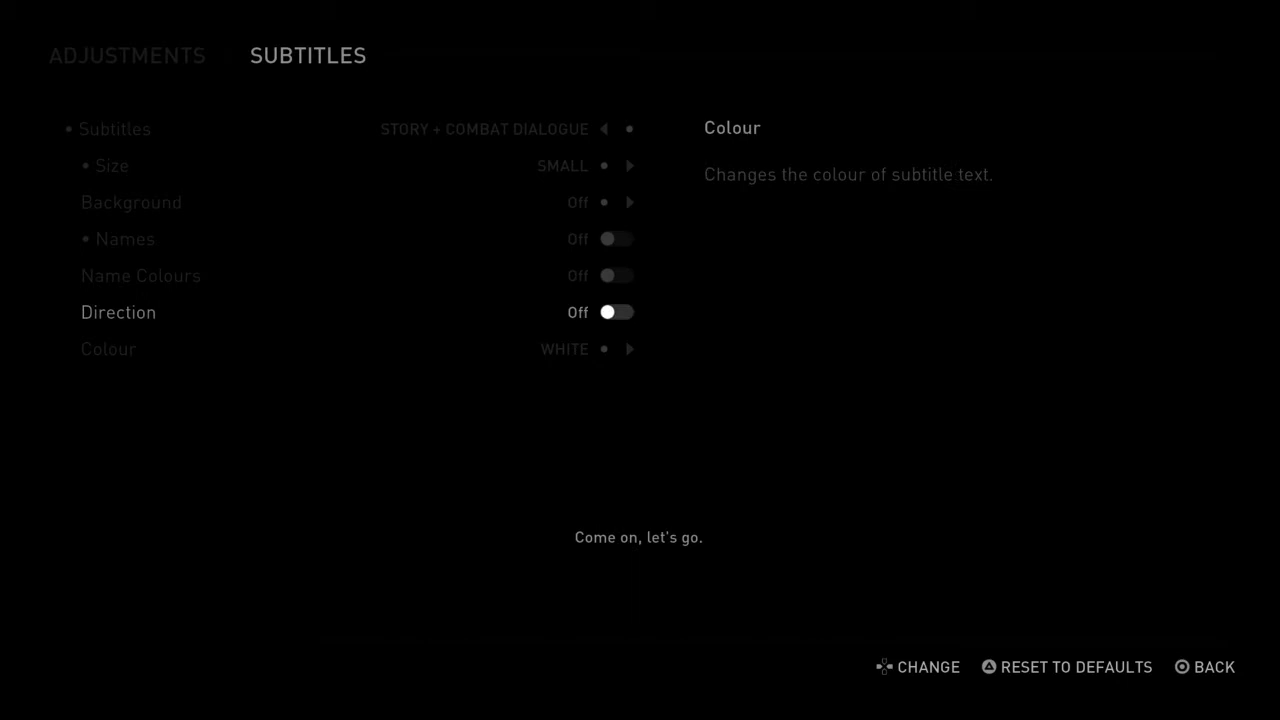 ADJUSTMENTS SUBTITLES
• Subtitles STORY + COMBAT DIALOGUE
• Size SMALL
Background Off
• Names Off
Name Colours Off
Direction Off
Colour WHITE
Colour
Changes the colour of subtitle text.
Come on, let's go.
CHANGE RESET TO DEFAULTS BACK